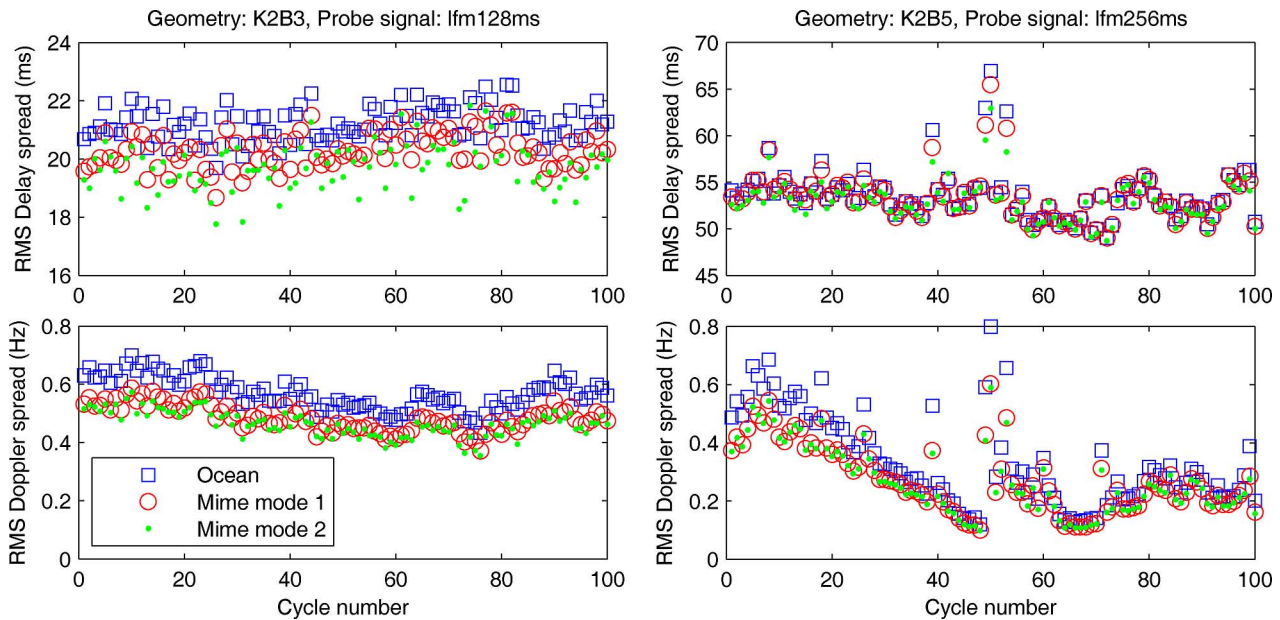 Geometry: K2B3, Probe signal: lfm128ms
RMS Delay spread (ms)
24
22
20
18
16
0 20 40 60 80 100
RMS Doppler spread (Hz)
0.8
0.6
0.4
0.2
0
Ocean
Mime mode 1
Mime mode 2
0 20 40 60 80 100
Cycle number
Geometry: K2B5, Probe signal: lfm256ms
RMS Delay spread (ms)
70
65
60
55
50
45
0 20 40 60 80 100
RMS Doppler spread (Hz)
0.8
0.6
0.4
0.2
0
0 20 40 60 80 100
Cycle number